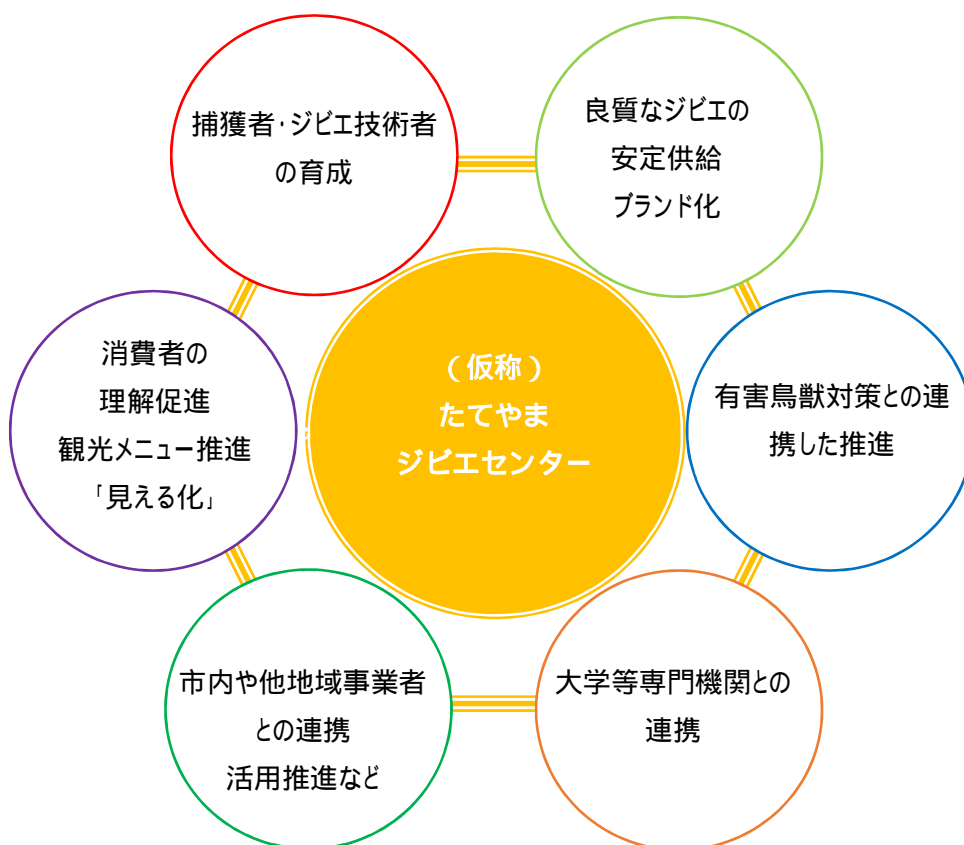 捕獲者・ジビエ技術者
の育成
良質なジビエの
安定供給
ブランド化
消費者の
理解促進
観光メニュー推進
「見える化」
（仮称）
たてやま
ジビエセンター
有害鳥獣対策との連
携した推進
市内や他地域事業者
との連携
活用推進など
大学等専門機関との
連携